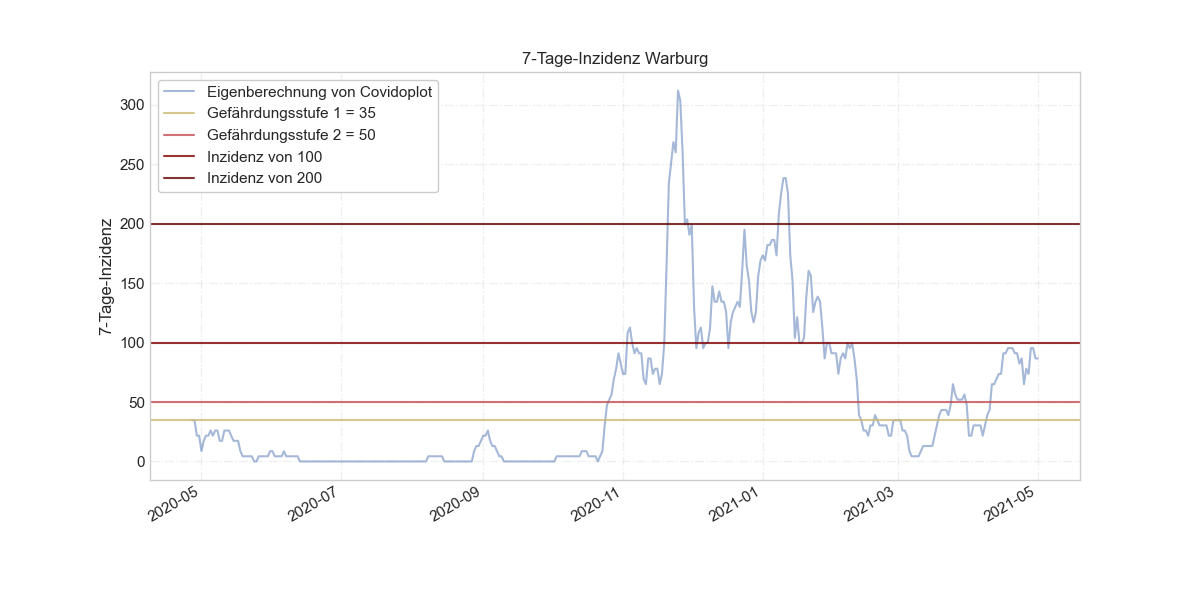 7-Tage-Inzidenz Warburg
Eigenberechnung von Covidoplot
Gefährdungsstufe 1 = 35
Gefährdungsstufe 2 = 50
Inzidenz von 100
Inzidenz von 200
7-Tage-Inzidenz
300
250
200
150
100
50
0
2020-05
2020-07
2020-09
2020-11
2021-01
2021-03
2021-05